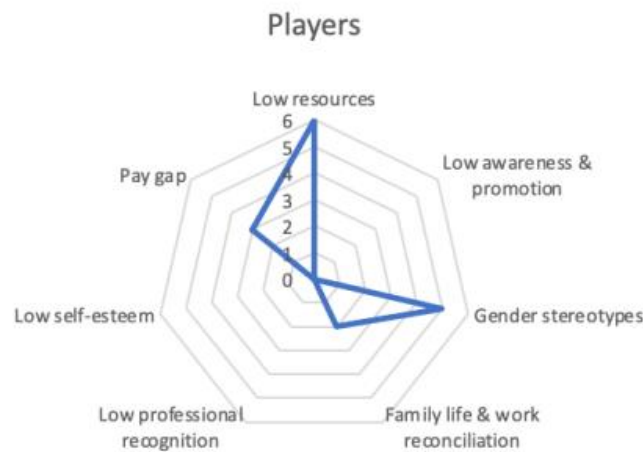 Players
Low resources
6
5
4
3
2
1
0
Low awareness &
promotion
Pay gap
Low self-esteem
Gender stereotypes
Low professional
recognition
Family life & work
reconciliation